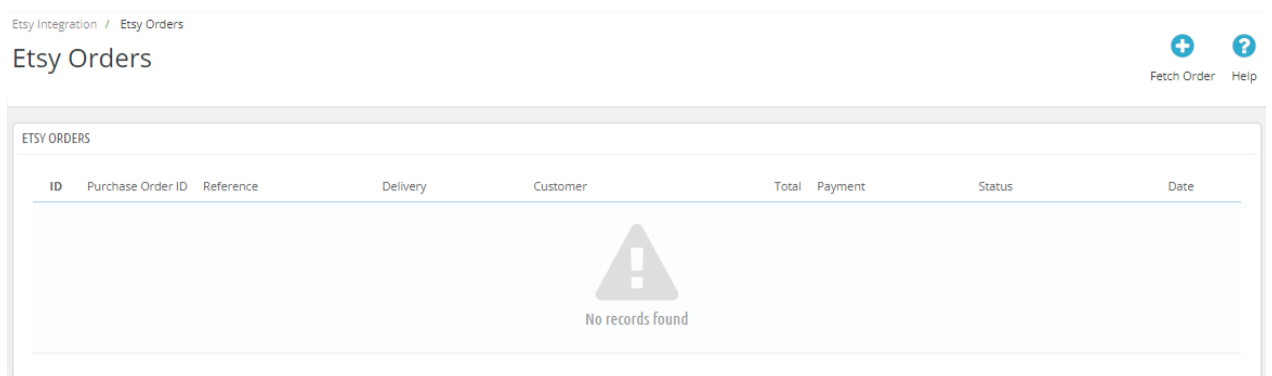 Etsy Integration / Etsy Orders
Etsy Orders
Fetch Order Help
ETSY ORDERS
ID Purchase Order ID Reference Delivery Customer Total Payment Status Date
No records found